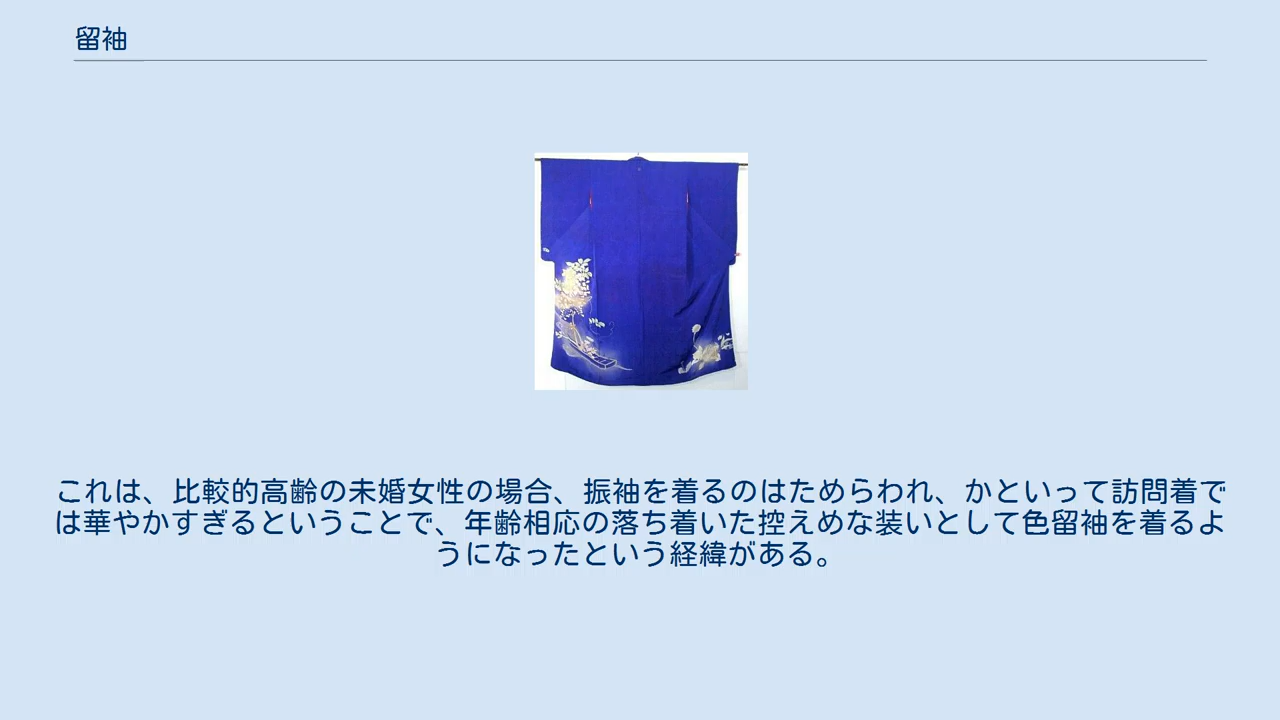 留袖
これは、比較的高齢の未婚女性の場合、振袖を着るのはためらわれ、かといって訪問着で
は華やかすぎるということで、年齢相応の落ち着いた控えめな装いとして色留袖を着るよ
うになったという経緯がある。